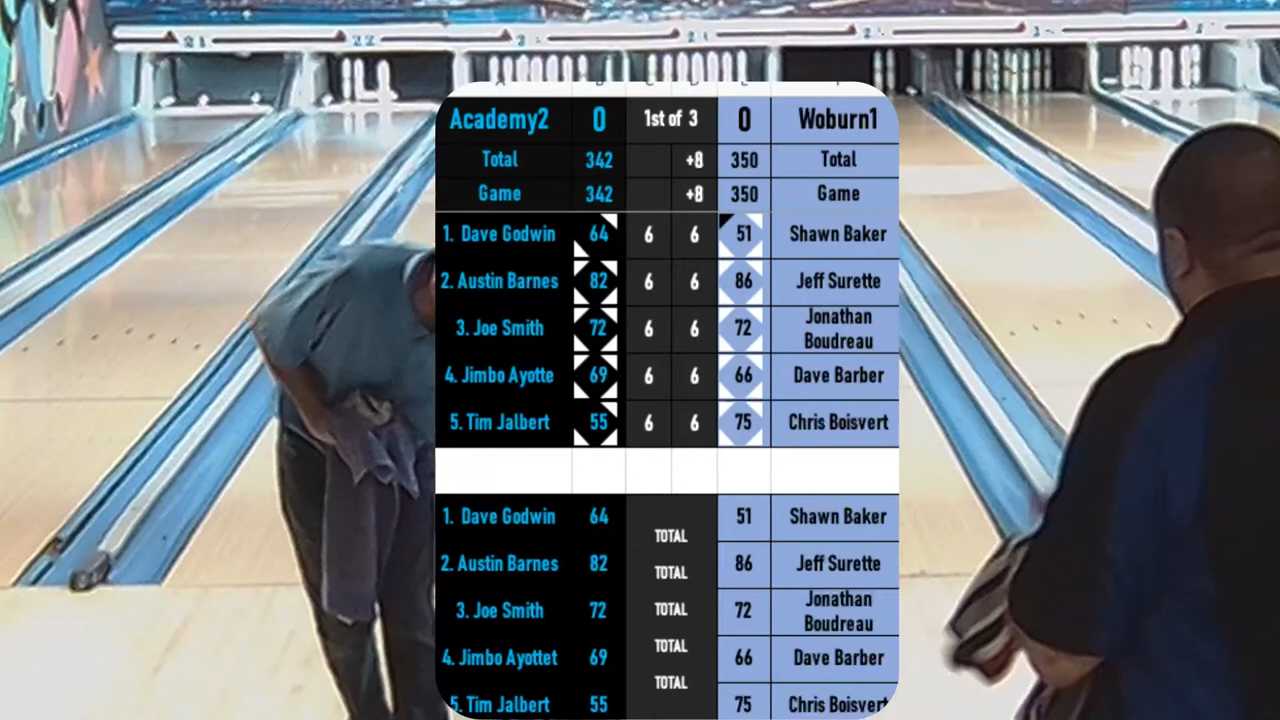 Academy2 0 1st of 3 0 Woburn1
Total 342 +8 350 Total
Game 342 +8 350 Game
1. Dave Godwin 64 6 6 51 Shawn Baker
2. Austin Barnes 82 6 6 86 Jeff Surette
3. Joe Smith 72 6 6 72 Jonathan Boudreau
4. Jimbo Ayotte 69 6 6 66 Dave Barber
5. Tim Jalbert 55 6 6 75 Chris Boisvert
1. Dave Godwin 64 TOTAL 51 Shawn Baker
2. Austin Barnes 82 TOTAL 86 Jeff Surette
3. Joe Smith 72 TOTAL 72 Jonathan Boudreau
4. Jimbo Ayottet 69 TOTAL 66 Dave Barber
5. Tim Jalbert 55 TOTAL 75 Chris Boisvert